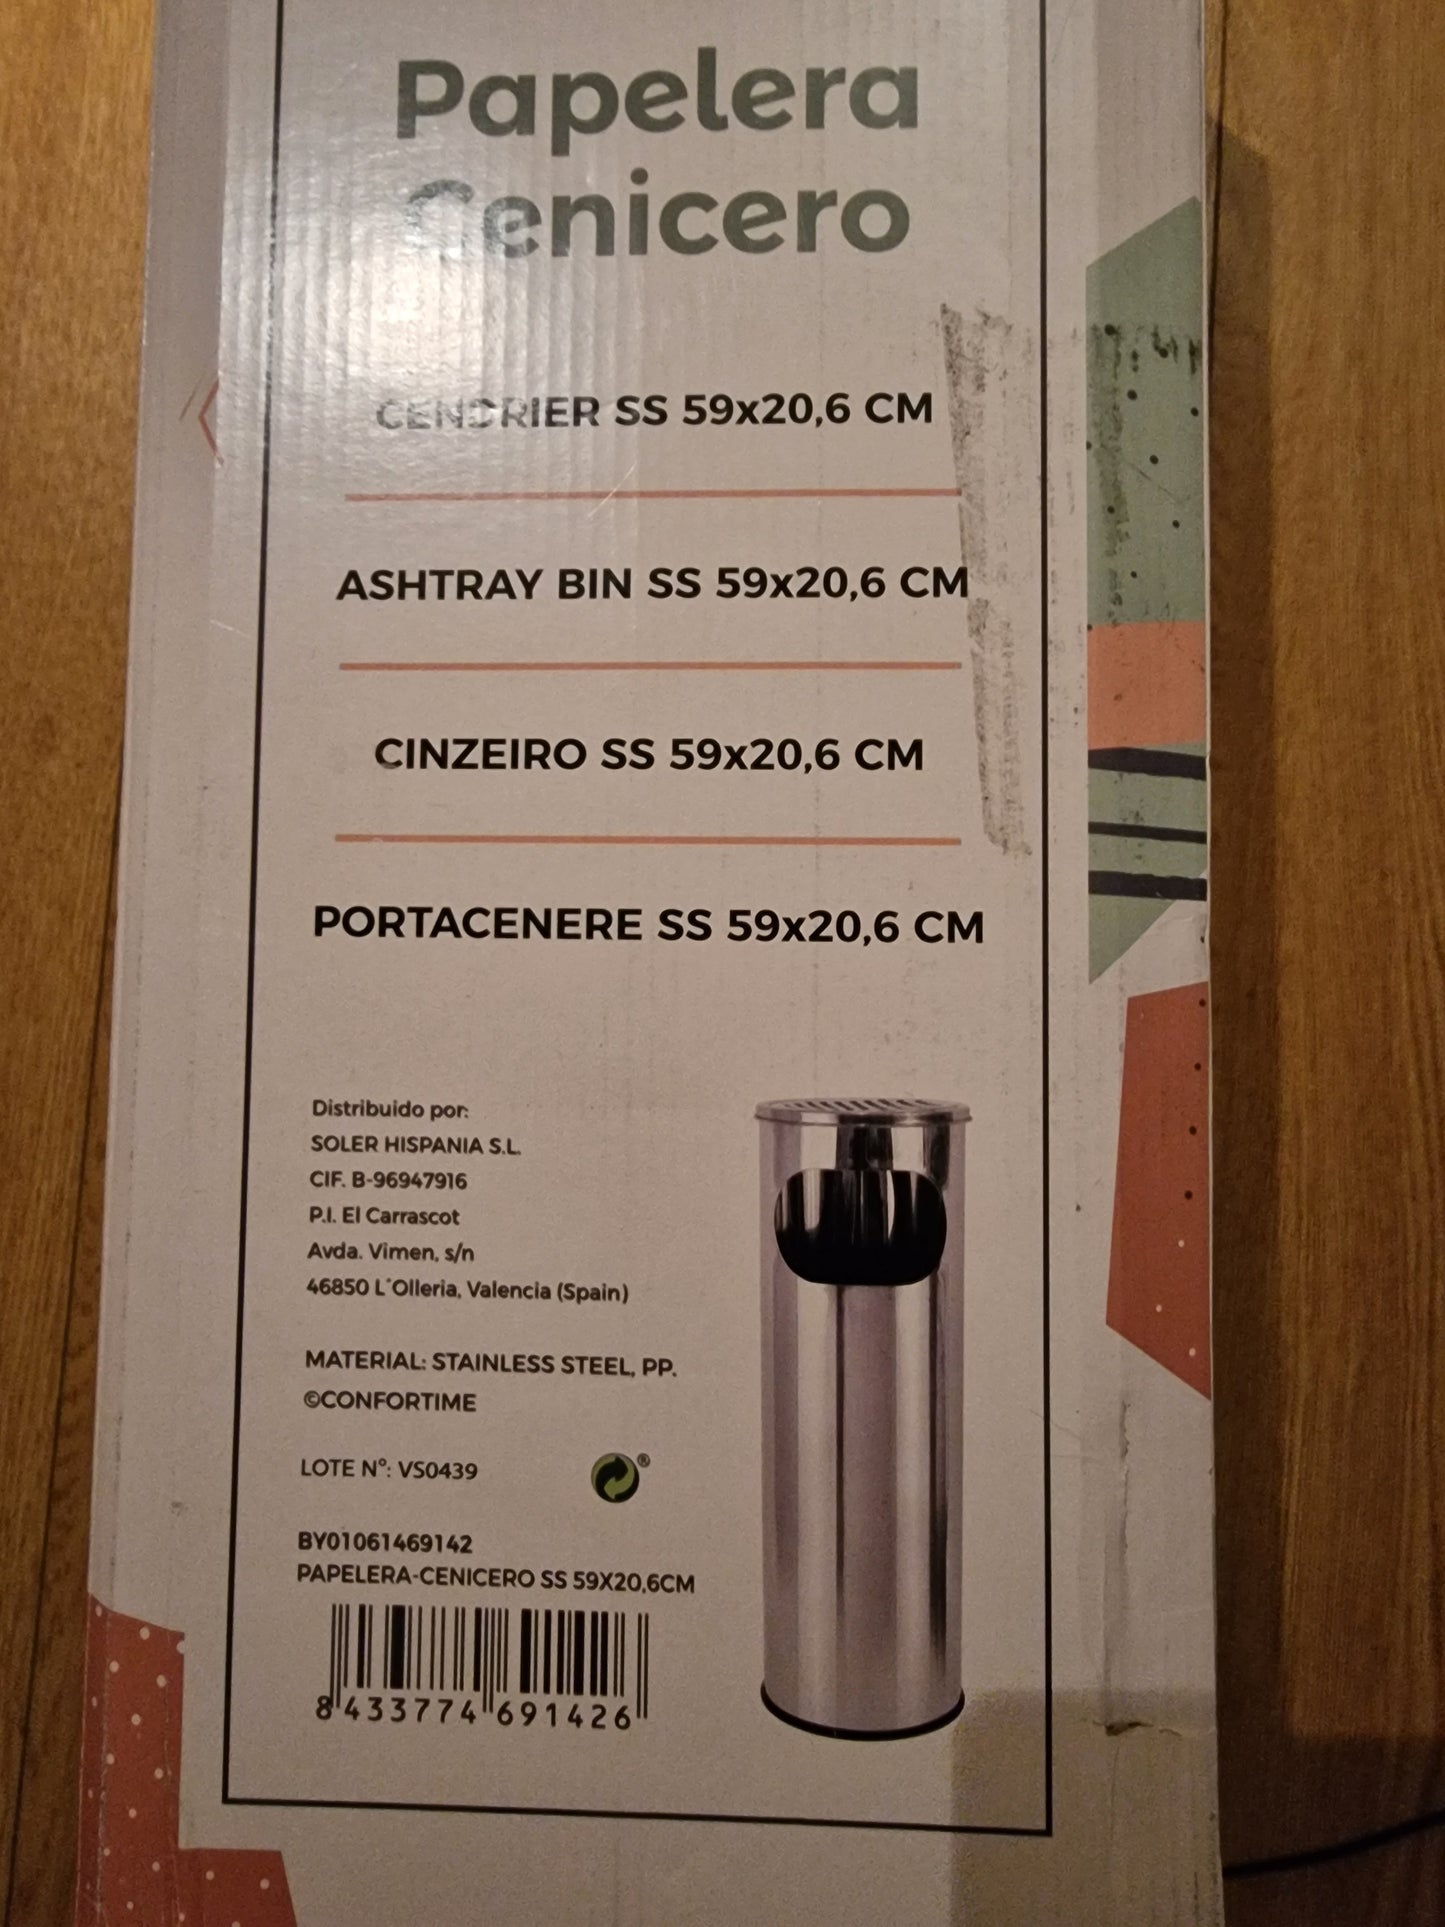 Papelera
Cenicero
CENDRIER SS 59x20,6 CM
ASHTRAY BIN SS 59x20,6 CM
CINZEIRO SS 59x20,6 CM
PORTACENERE SS 59x20,6 CM
Distribuido por:
SOLER HISPANIA S.L.
CIF. B-96947916
P.I. El Carrascot
Avda. Vimen, s/n
46850 L´Olleria, Valencia (Spain)
MATERIAL: STAINLESS STEEL, PP.
©CONFORTIME
LOTE Nº: VS0439
®
BY01061469142
PAPELERA-CENICERO SS 59X20,6CM
8 433774 691426